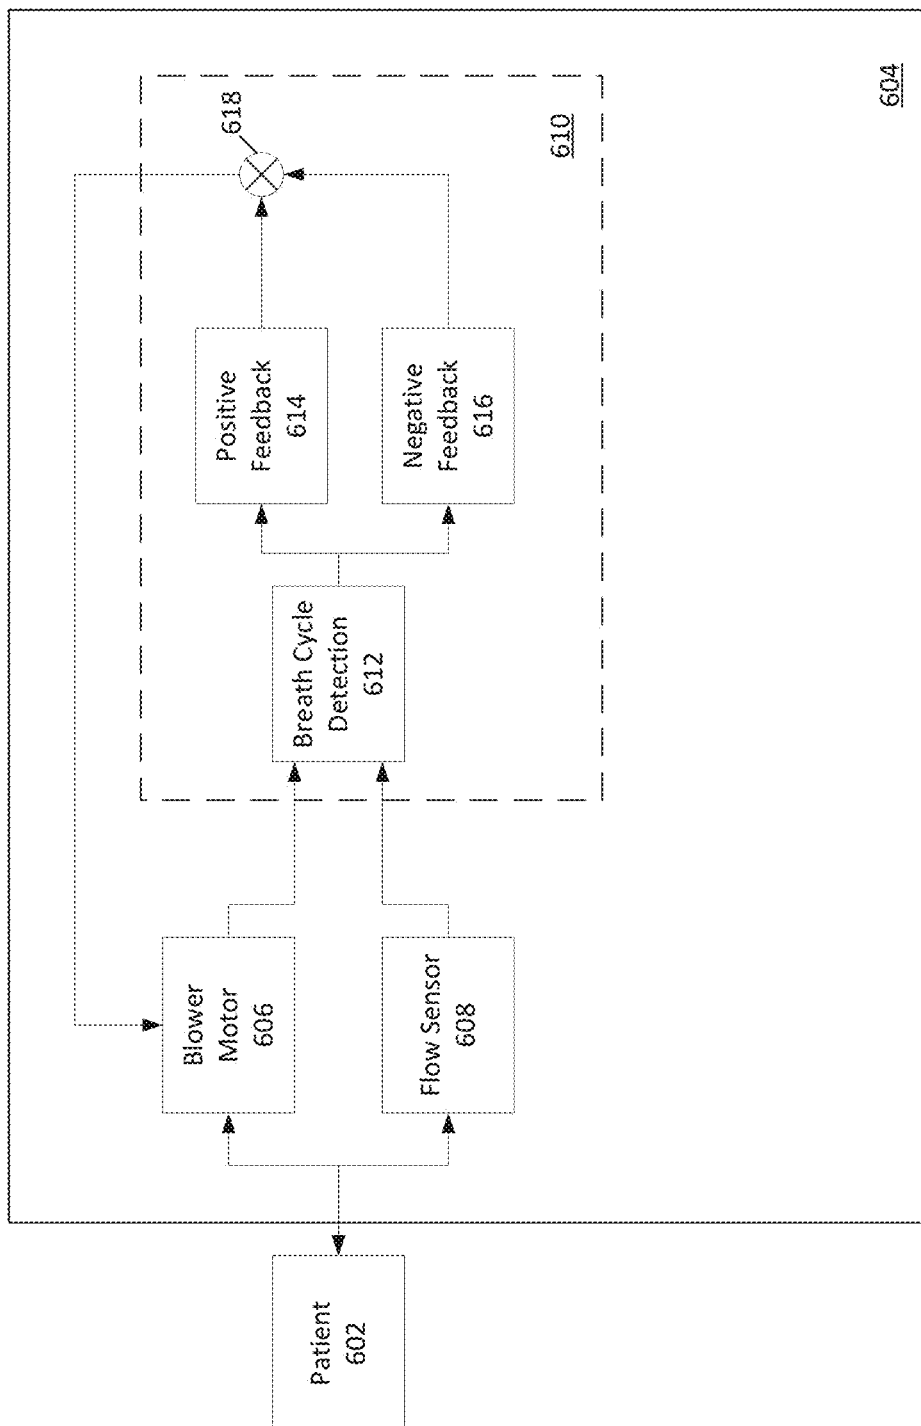 Patient
602
Blower
Motor
606
Flow Sensor
608
Breath Cycle
Detection
612
Positive
Feedback
614
Negative
Feedback
616
618
610
604